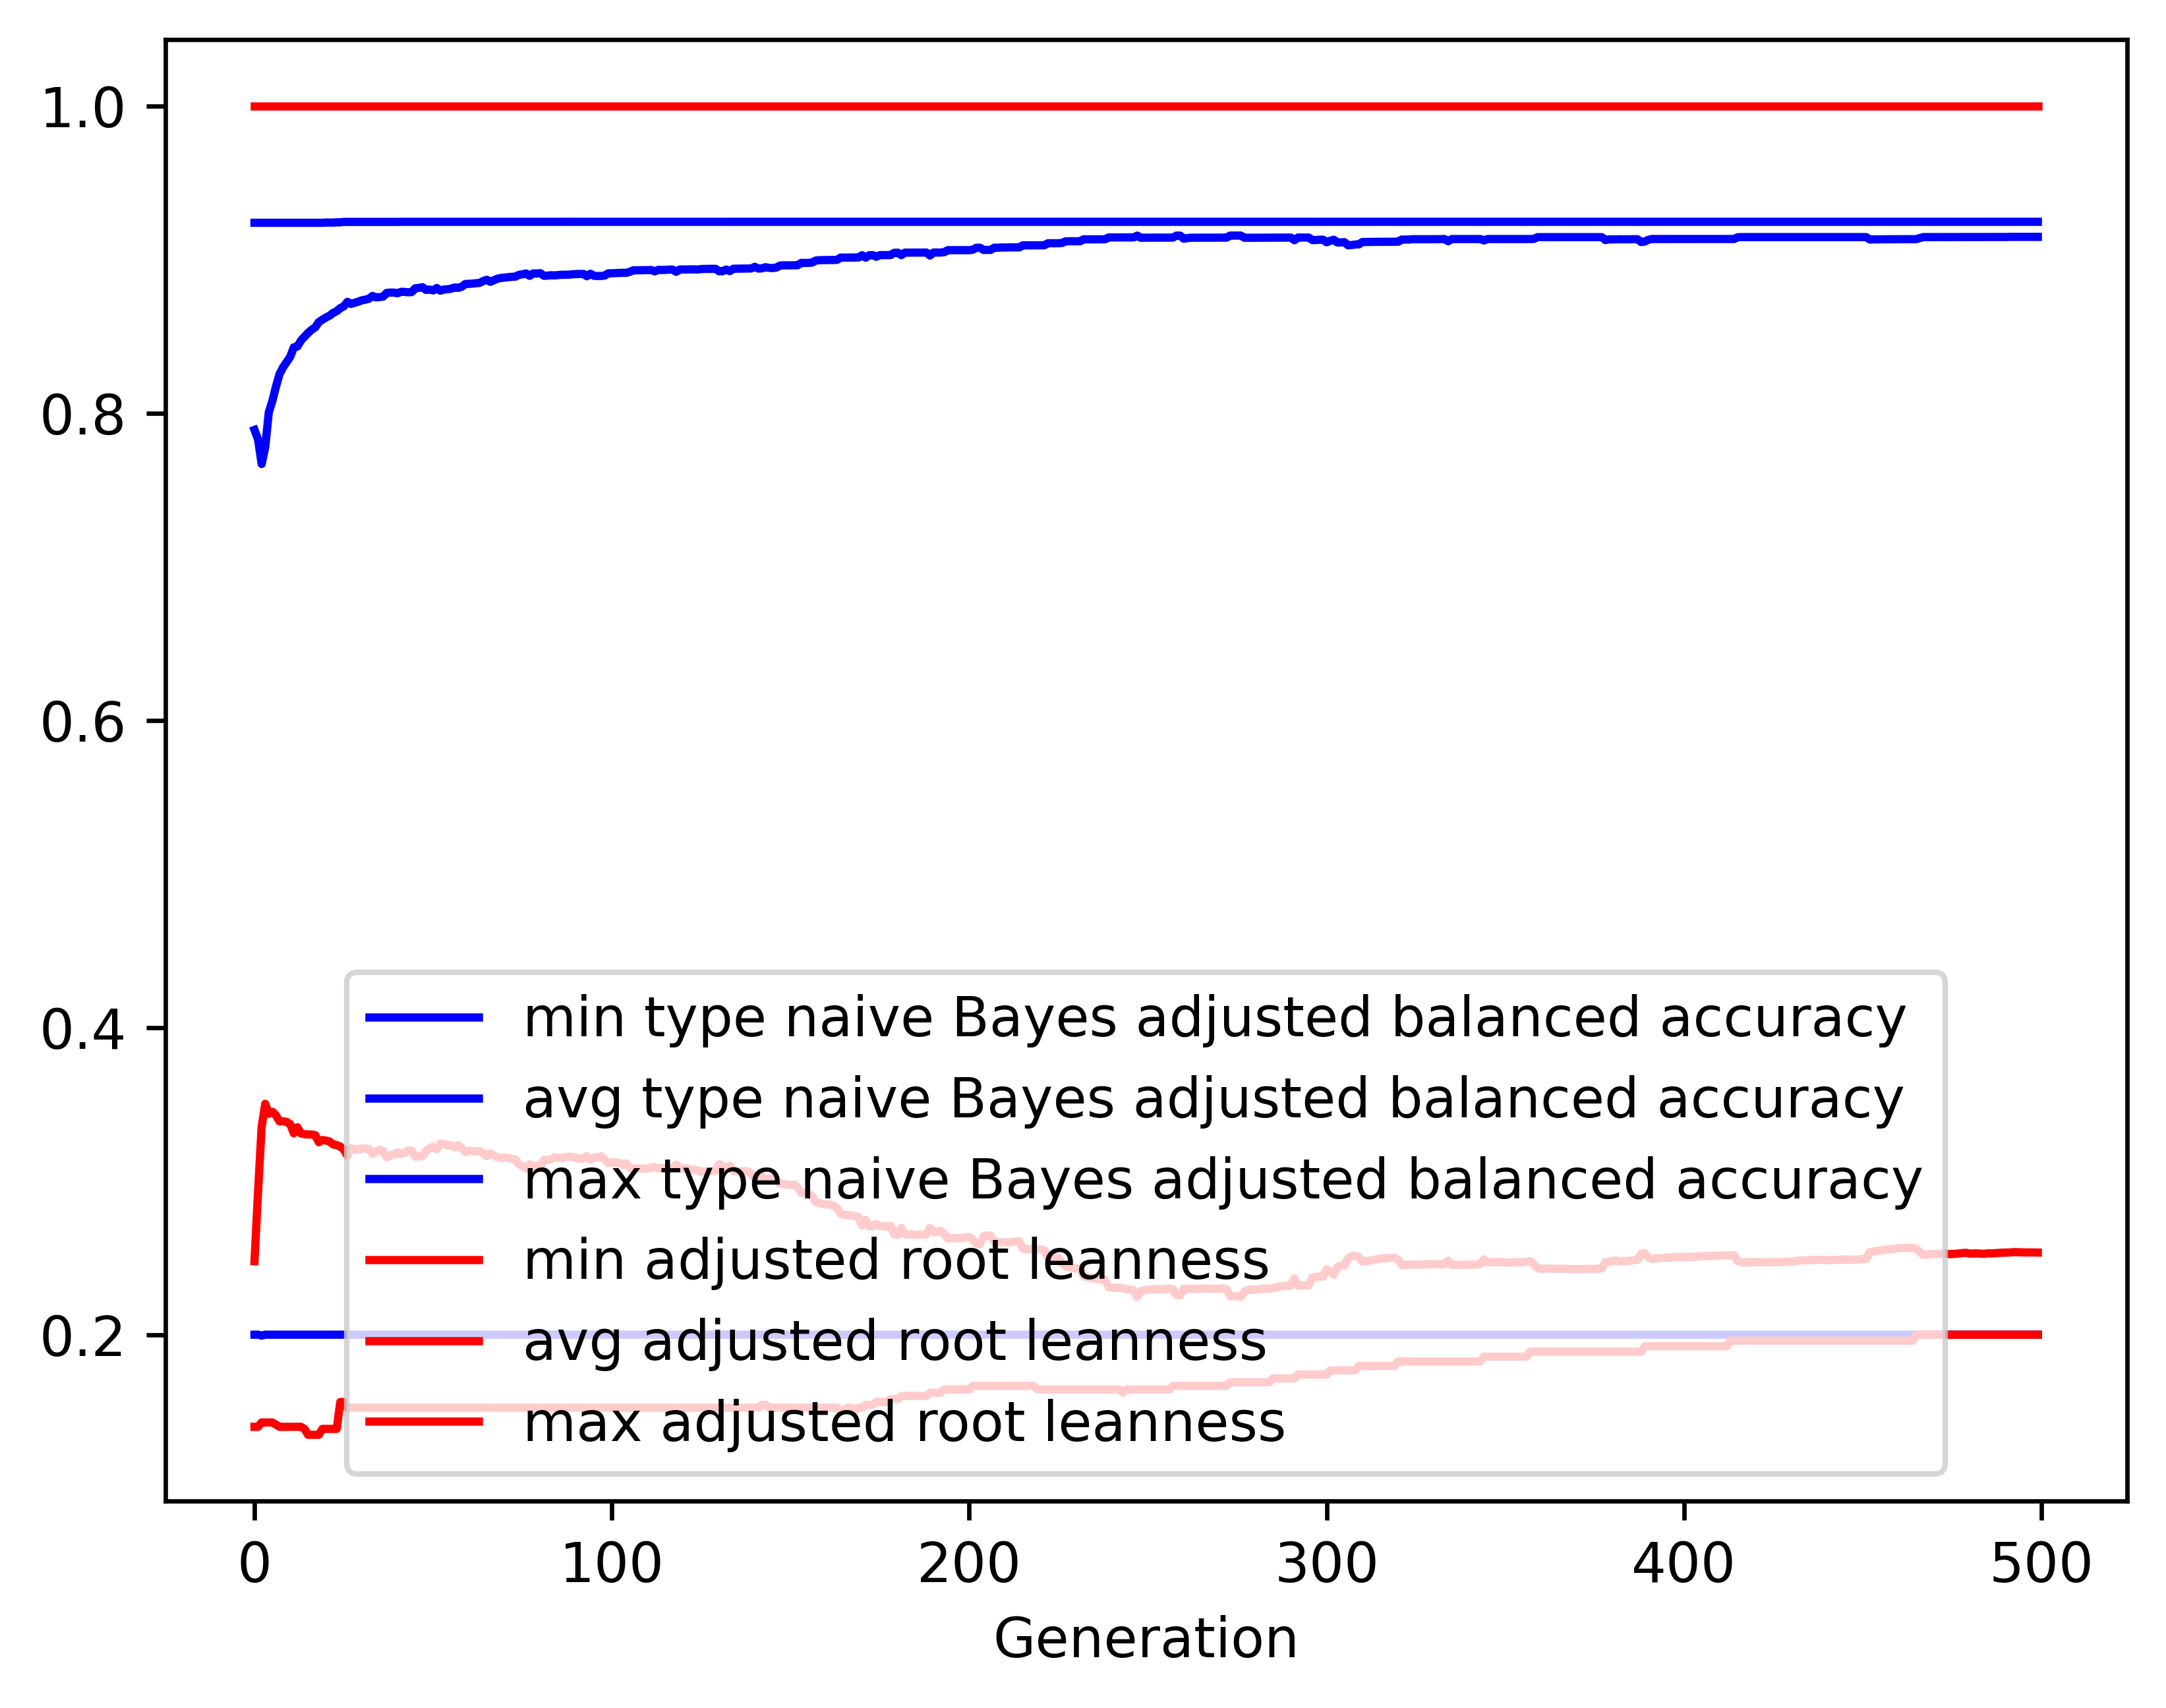 1.0
0.8
0.6
0.4
0.2
min type naive Bayes adjusted balanced accuracy
avg type naive Bayes adjusted balanced accuracy
max type naive Bayes adjusted balanced accuracy
min adjusted root leanness
avg adjusted root leanness
max adjusted root leanness
0 100 200 300 400 500
Generation